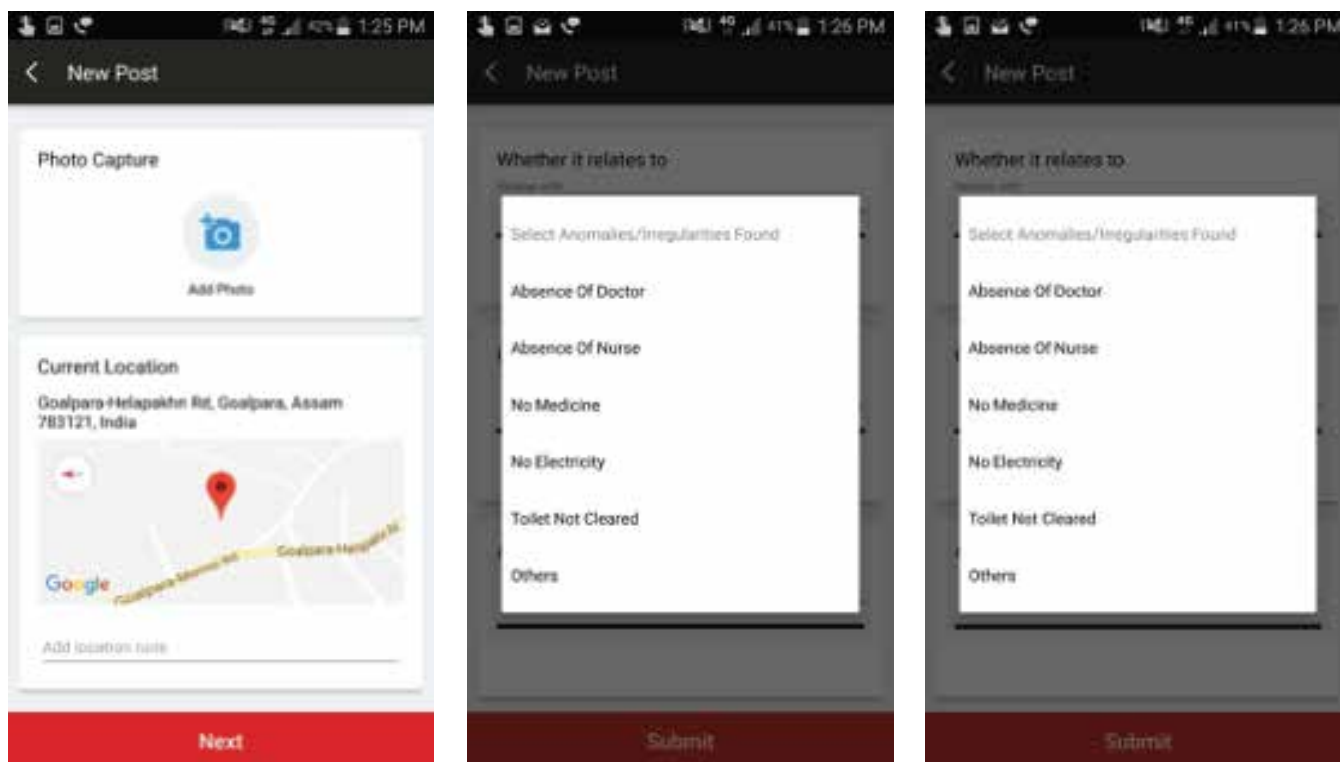 1:25 PM
New Post
Photo Capture
Add Photo
Current Location
Goalpara-Helapakhri Rd, Goalpara, Assam
783121, India
Google
Add location note
Next
41% 1:26 PM
New Post
Whether it relates to
Select Anomalies/Irregularities Found
Absence Of Doctor
Absence Of Nurse
No Medicine
No Electricity
Toilet Not Cleared
Others
Submit
41% 1:26 PM
New Post
Whether it relates to
Select Anomalies/Irregularities Found
Absence Of Doctor
Absence Of Nurse
No Medicine
No Electricity
Toilet Not Cleared
Others
Submit